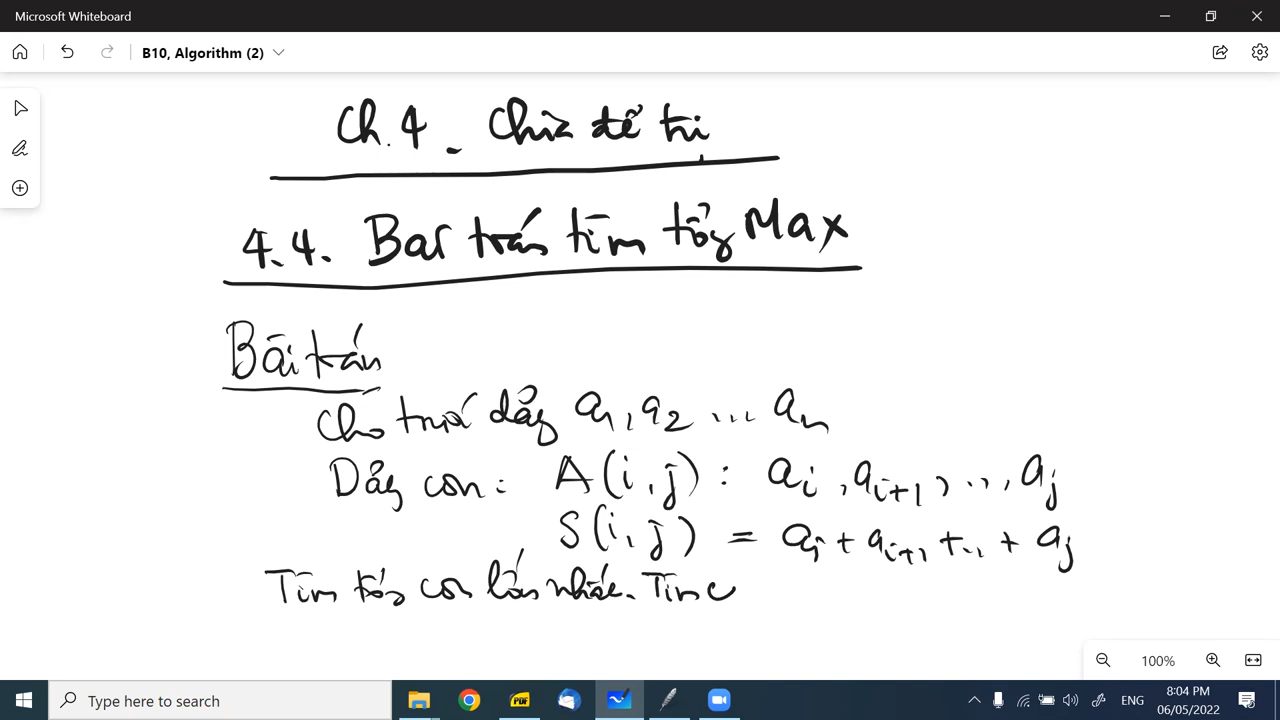 Microsoft Whiteboard
B10, Algorithm (2)
Ch.4 - Chia để trị
4.4. Bài toán tìm tổng Max
Bài toán
Cho trước dãy a1, a2 ... an
Dãy con: A(i,j): ai, ai+1, ..., aj
S(i,j) = ai + ai+1 + ... + aj
Tìm tổng con lớn nhất. Tìm c
100%
Type here to search
PDF
ENG
8:04 PM
06/05/2022